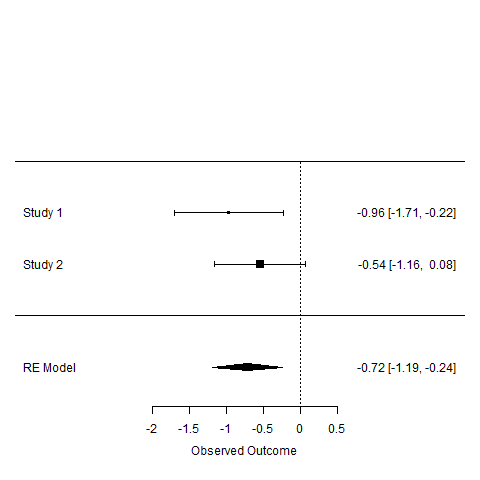 Study 1 -0.96 [-1.71, -0.22]
Study 2 -0.54 [-1.16,  0.08]
RE Model -0.72 [-1.19, -0.24]
-2 -1.5 -1 -0.5 0 0.5
Observed Outcome